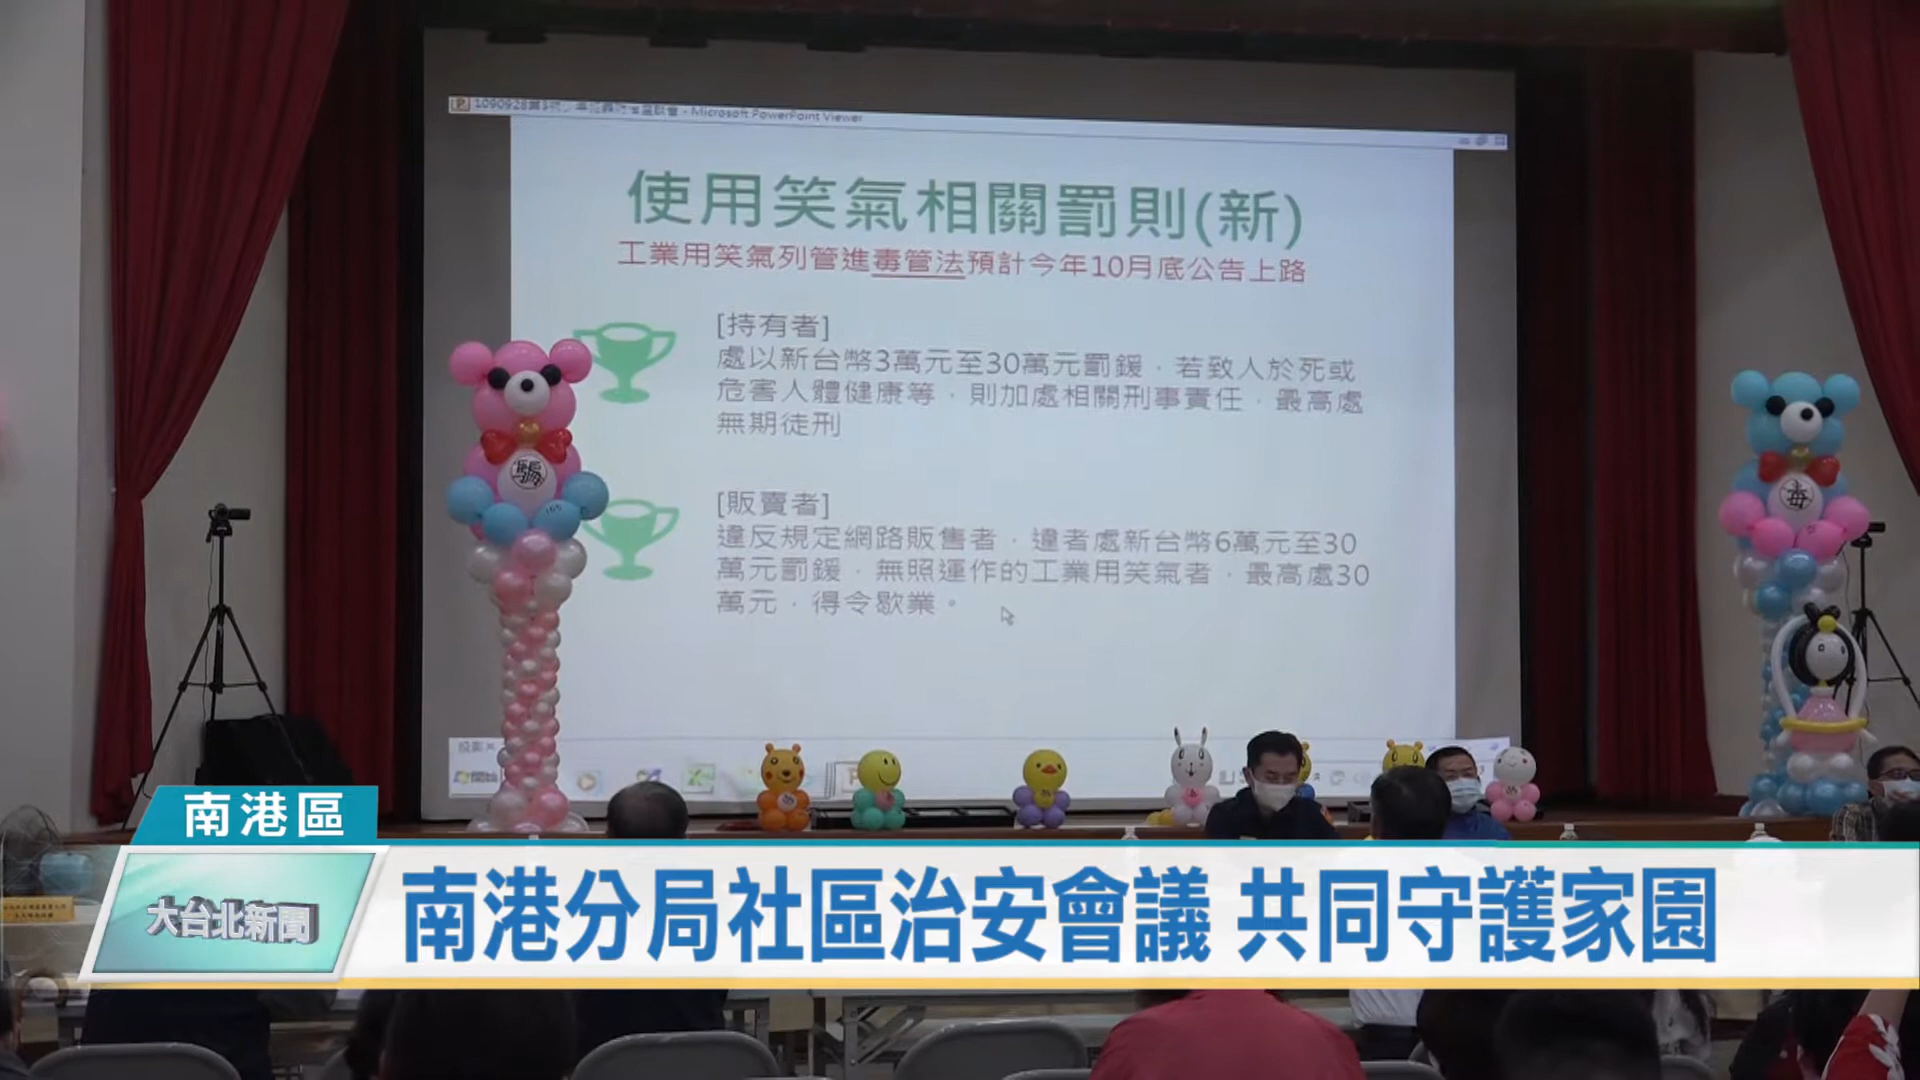 Microsoft PowerPoint Viewer
使用笑氣相關罰則(新)
工業用笑氣列管進毒管法預計今年10月底公告上路
[持有者]
處以新台幣3萬元至30萬元罰鍰，若致人於死或
危害人體健康等，則加處相關刑事責任，最高處
無期徒刑
[販賣者]
違反規定網路販售者，違者處新台幣6萬元至30
萬元罰鍰，無照運作的工業用笑氣者，最高處30
萬元，得令歇業。
騙
毒
開始
南港區
大台北新聞
南港分局社區治安會議 共同守護家園